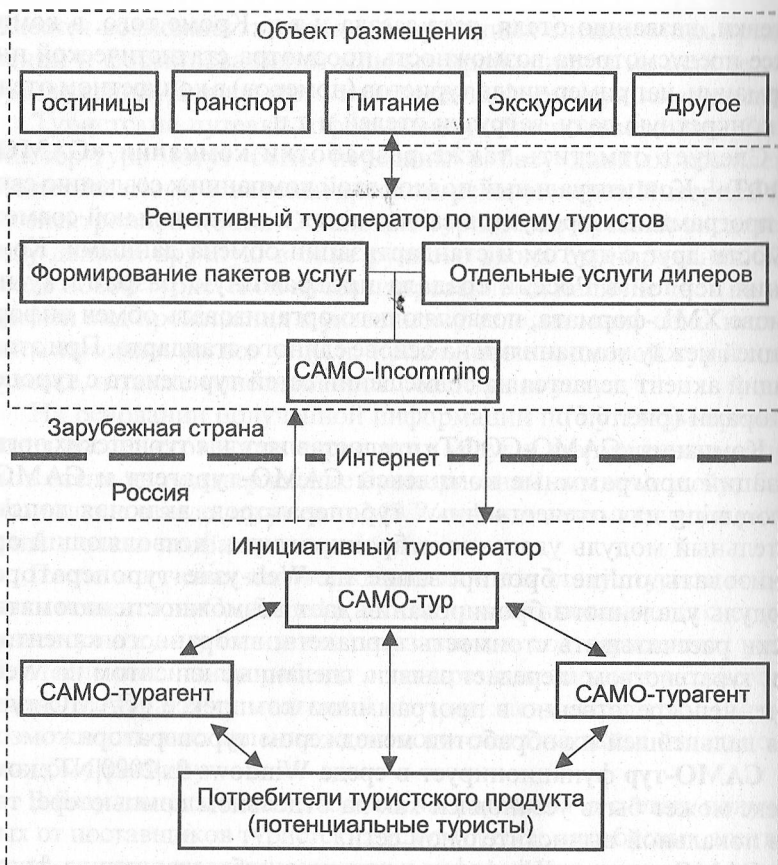 Объект размещения
Гостиницы Транспорт Питание Экскурсии Другое
Рецептивный туроператор по приему туристов
Формирование пакетов услуг Отдельные услуги дилеров
САМО-Incomming
Зарубежная страна
Интернет
Россия
Инициативный туроператор
САМО-тур
САМО-турагент САМО-турагент
Потребители туристского продукта
(потенциальные туристы)